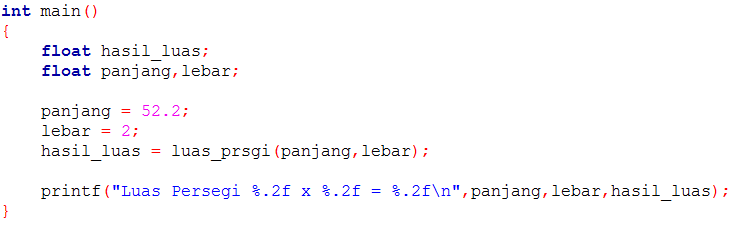 int main()
{
float hasil_luas;
float panjang,lebar;
panjang = 52.2;
lebar = 2;
hasil_luas = luas_prsgi(panjang,lebar);
printf("Luas Persegi %.2f x %.2f = %.2f\n",panjang,lebar,hasil_luas);
}